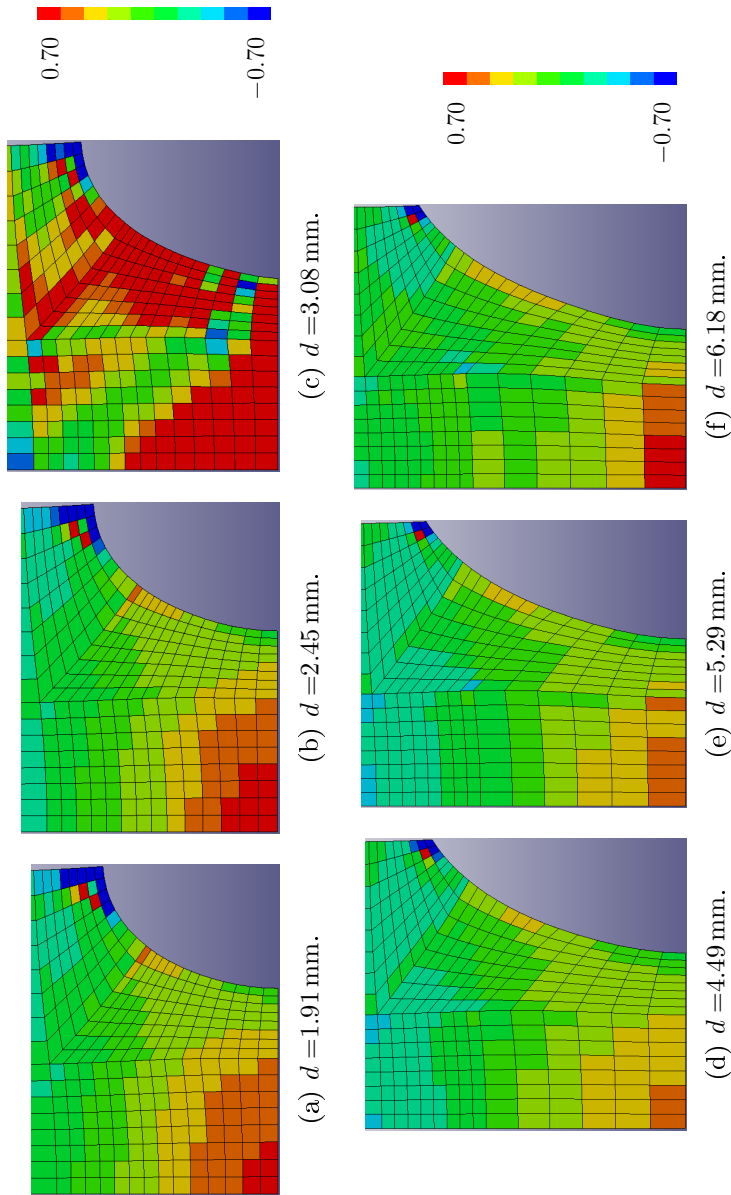 0.70
−0.70
(a) d =1.91 mm.
(b) d =2.45 mm.
(c) d =3.08 mm.
0.70
−0.70
(d) d =4.49 mm.
(e) d =5.29 mm.
(f) d =6.18 mm.